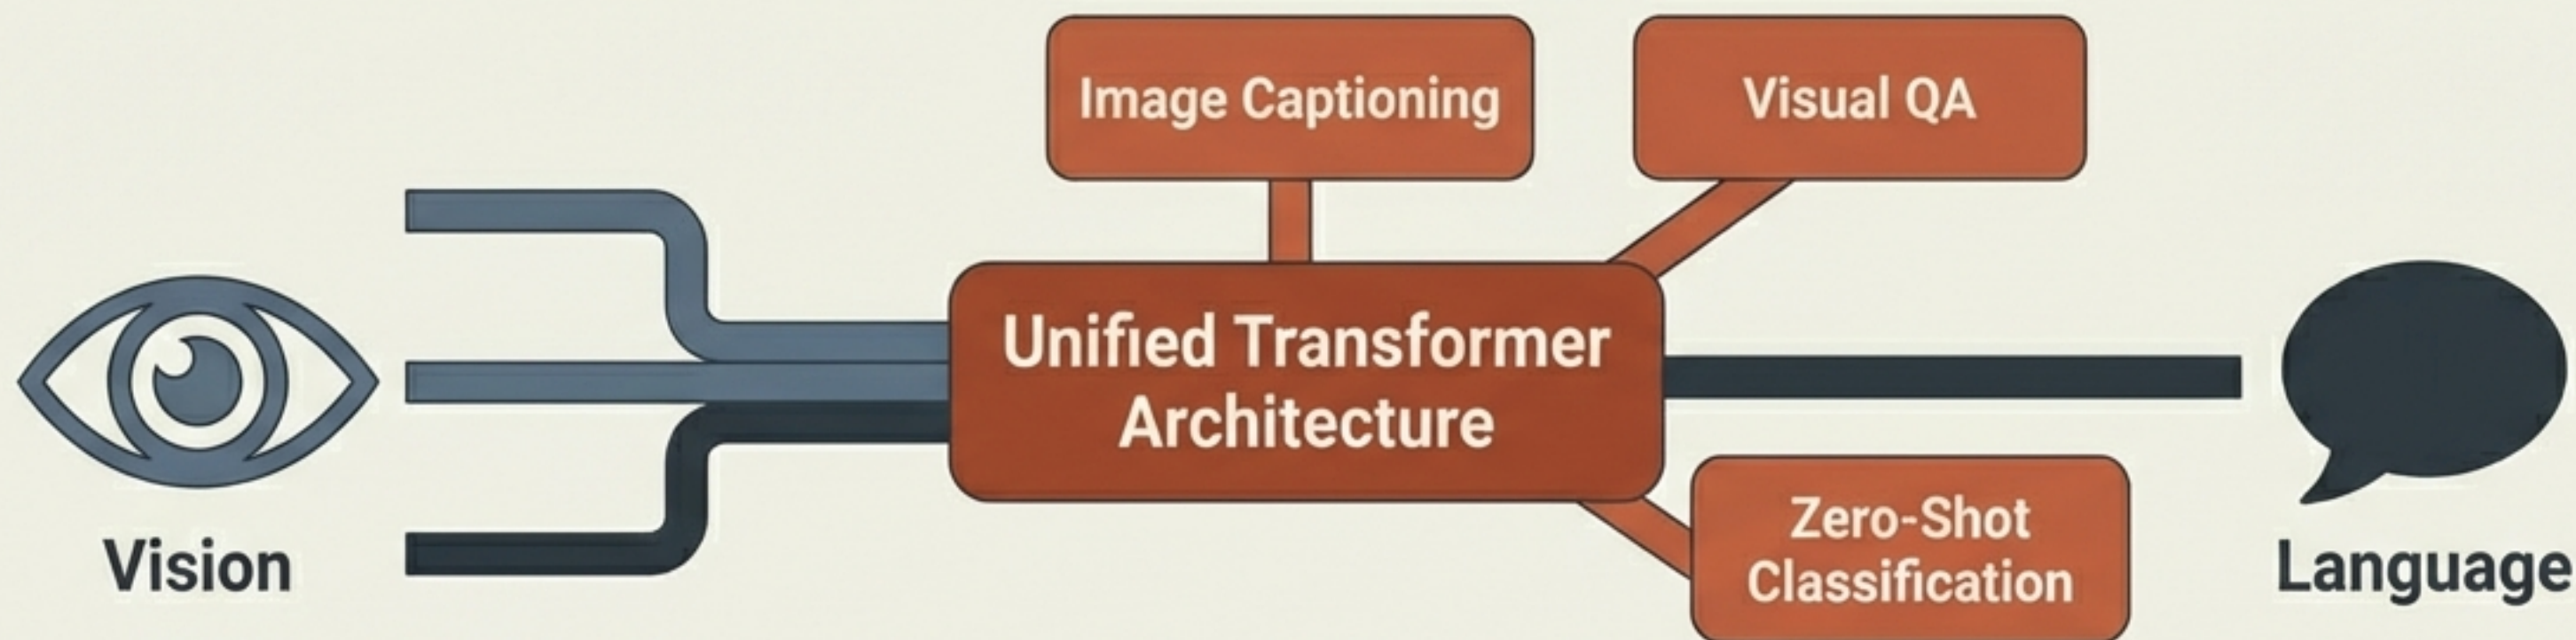 Image Captioning
Visual QA
Unified Transformer
Architecture
Zero-Shot
Classification
Vision
Language